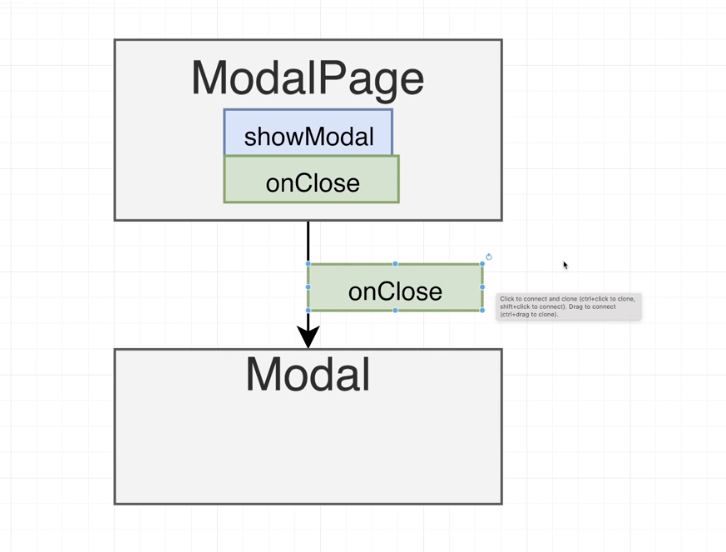 ModalPage
showModal
onClose
onClose
Click to connect and clone (ctrl+click to clone,
shift+click to connect). Drag to connect
(ctrl+drag to clone).
Modal